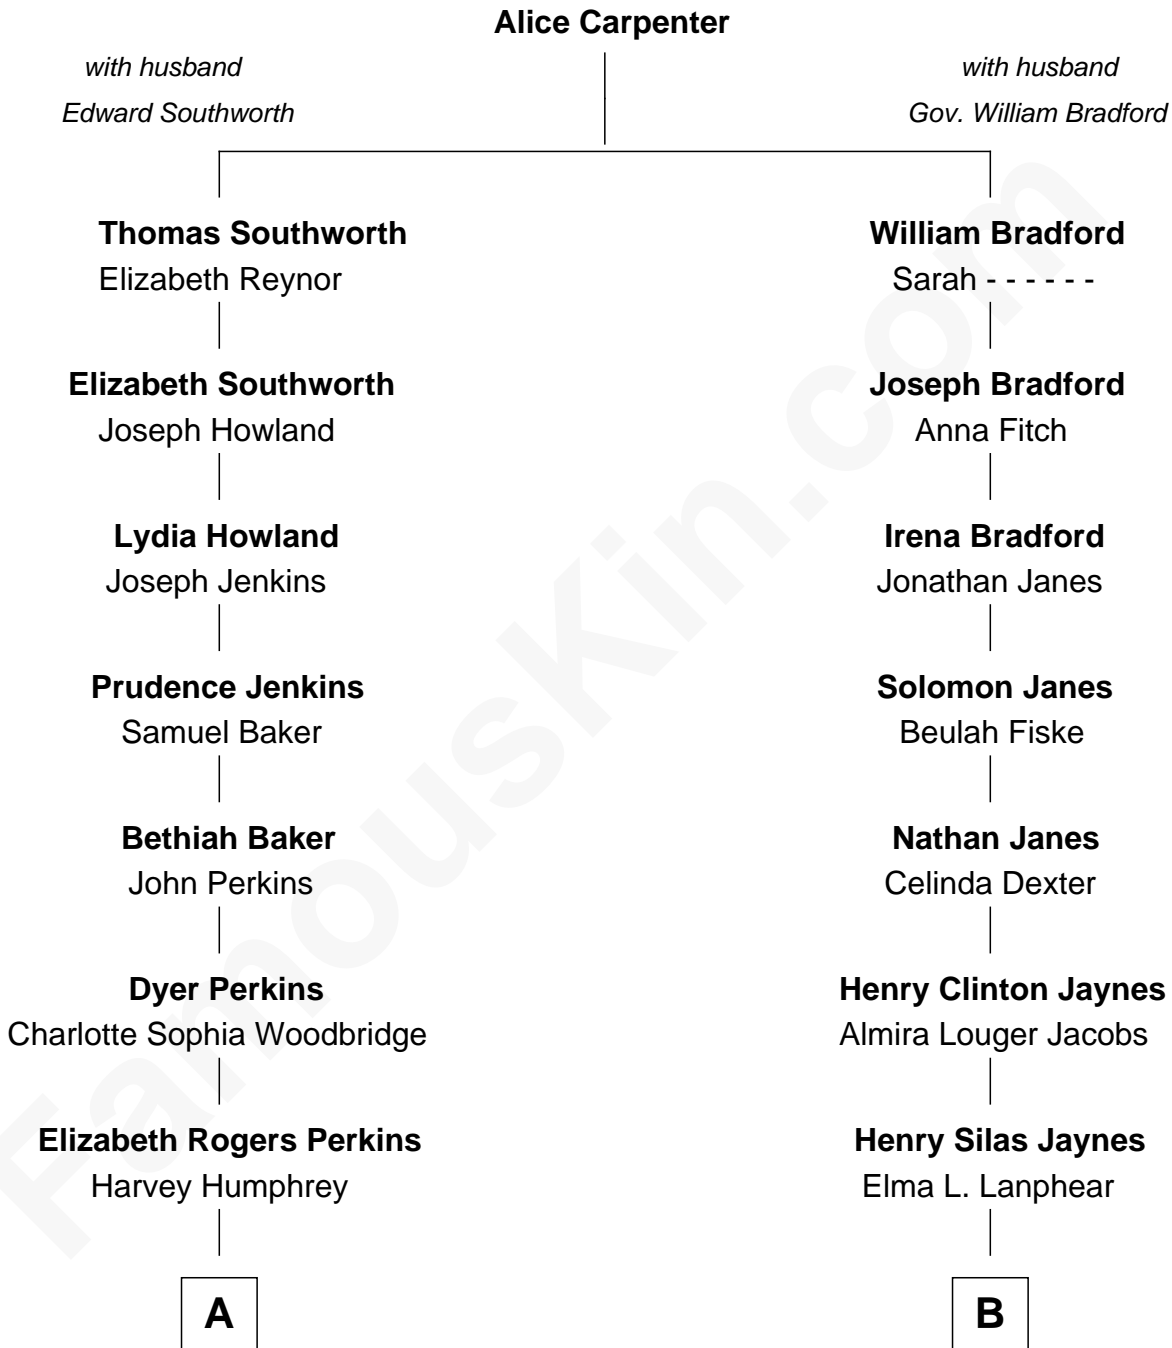 Alice Carpenter
with husband
Edward Southworth
with husband
Gov. William Bradford
Thomas Southworth
Elizabeth Reynor
William Bradford
Sarah - - - - - -
Elizabeth Southworth
Joseph Howland
Joseph Bradford
Anna Fitch
Lydia Howland
Joseph Jenkins
Irena Bradford
Jonathan Janes
Prudence Jenkins
Samuel Baker
Solomon Janes
Beulah Fiske
Bethiah Baker
John Perkins
Nathan Janes
Celinda Dexter
Dyer Perkins
Charlotte Sophia Woodbridge
Henry Clinton Jaynes
Almira Louger Jacobs
Elizabeth Rogers Perkins
Harvey Humphrey
Henry Silas Jaynes
Elma L. Lanphear
A
B
FamousKin.com